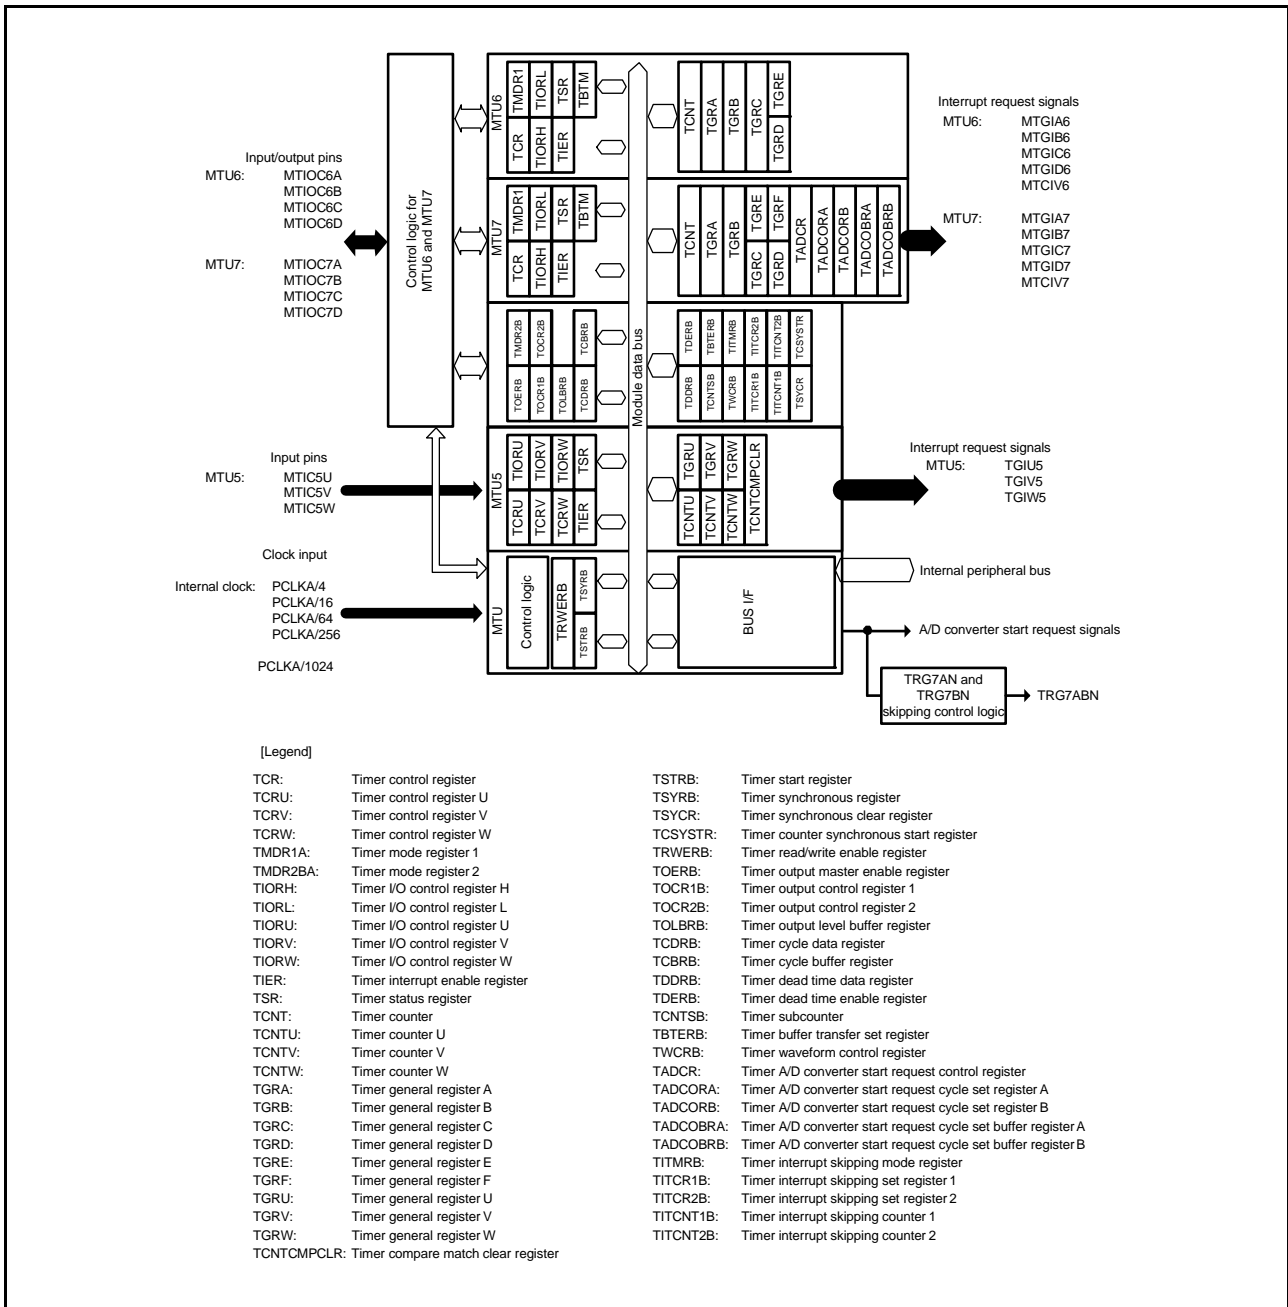 Input/output pins
MTU6: MTIOC6A
MTIOC6B
MTIOC6C
MTIOC6D
MTU7: MTIOC7A
MTIOC7B
MTIOC7C
MTIOC7D
Input pins
MTU5: MTIC5U
MTIC5V
MTIC5W
Clock input
Internal clock: PCLKA/4
PCLKA/16
PCLKA/64
PCLKA/256
PCLKA/1024
Control logic for
MTU6 and MTU7
MTU6
TMDR1 TIORL TSR TBTM
TCR TIORH TIER
TCNT TGRA TGRB TGRC TGRE
TGRD
MTU7
TMDR1 TIORL TSR TBTM
TCR TIORH TIER
TCNT TGRA TGRB TGRE TGRF TADCR TADCORA TADCORB TADCOBRA TADCOBRB
TGRC TGRD
TMDR2B TOCR2B TCBRB
TOERB TOCR1B TOLBRB TCDRB
TDERB TBTERB TITMRB TITCR2B TITCNT2B TCSYSTR
TDDRB TCNTSB TWCRB TITCR1B TITCNT1B TSYCR
MTU5
TIORU TIORV TIORW TSR
TCRU TCRV TCRW TIER
TGRU TGRV TGRW TCNTCMPCLR
TCNTU TCNTV TCNTW
MTU
Control logic
TRWERB
TSYRB
TSTRB
Module data bus
BUS I/F
Interrupt request signals
MTU6: MTGIA6
MTGIB6
MTGIC6
MTGID6
MTCIV6
MTU7: MTGIA7
MTGIB7
MTGIC7
MTGID7
MTCIV7
Interrupt request signals
MTU5: TGIU5
TGIV5
TGIW5
Internal peripheral bus
A/D converter start request signals
TRG7AN and
TRG7BN
skipping control logic
TRG7ABN
[Legend]
TCR: Timer control register
TCRU: Timer control register U
TCRV: Timer control register V
TCRW: Timer control register W
TMDR1A: Timer mode register 1
TMDR2BA: Timer mode register 2
TIORH: Timer I/O control register H
TIORL: Timer I/O control register L
TIORU: Timer I/O control register U
TIORV: Timer I/O control register V
TIORW: Timer I/O control register W
TIER: Timer interrupt enable register
TSR: Timer status register
TCNT: Timer counter
TCNTU: Timer counter U
TCNTV: Timer counter V
TCNTW: Timer counter W
TGRA: Timer general register A
TGRB: Timer general register B
TGRC: Timer general register C
TGRD: Timer general register D
TGRE: Timer general register E
TGRF: Timer general register F
TGRU: Timer general register U
TGRV: Timer general register V
TGRW: Timer general register W
TCNTCMPCLR: Timer compare match clear register
TSTRB: Timer start register
TSYRB: Timer synchronous register
TSYCR: Timer synchronous clear register
TCSYSTR: Timer counter synchronous start register
TRWERB: Timer read/write enable register
TOERB: Timer output master enable register
TOCR1B: Timer output control register 1
TOCR2B: Timer output control register 2
TOLBRB: Timer output level buffer register
TCDRB: Timer cycle data register
TCBRB: Timer cycle buffer register
TDDRB: Timer dead time data register
TDERB: Timer dead time enable register
TCNTSB: Timer subcounter
TBTERB: Timer buffer transfer set register
TWCRB: Timer waveform control register
TADCR: Timer A/D converter start request control register
TADCORA: Timer A/D converter start request cycle set register A
TADCORB: Timer A/D converter start request cycle set register B
TADCOBRA: Timer A/D converter start request cycle set buffer register A
TADCOBRB: Timer A/D converter start request cycle set buffer register B
TITMRB: Timer interrupt skipping mode register
TITCR1B: Timer interrupt skipping set register 1
TITCR2B: Timer interrupt skipping set register 2
TITCNT1B: Timer interrupt skipping counter 1
TITCNT2B: Timer interrupt skipping counter 2